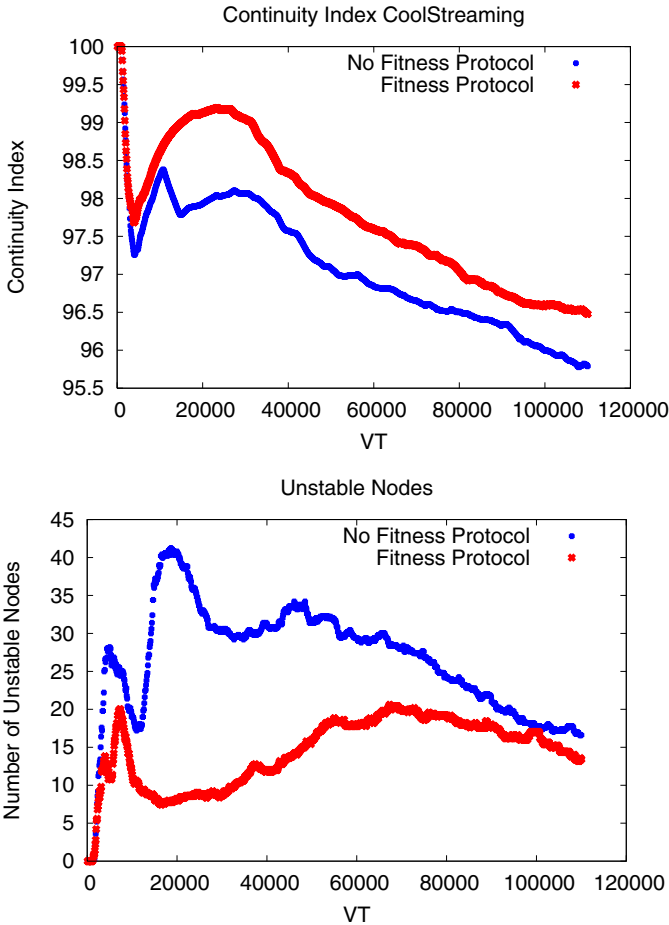 Continuity Index CoolStreaming
100
99.5
99
98.5
98
97.5
97
96.5
96
95.5
Continuity Index
No Fitness Protocol
Fitness Protocol
0 20000 40000 60000 80000 100000 120000
VT
Unstable Nodes
45
40
35
30
25
20
15
10
5
0
Number of Unstable Nodes
No Fitness Protocol
Fitness Protocol
0 20000 40000 60000 80000 100000 120000
VT